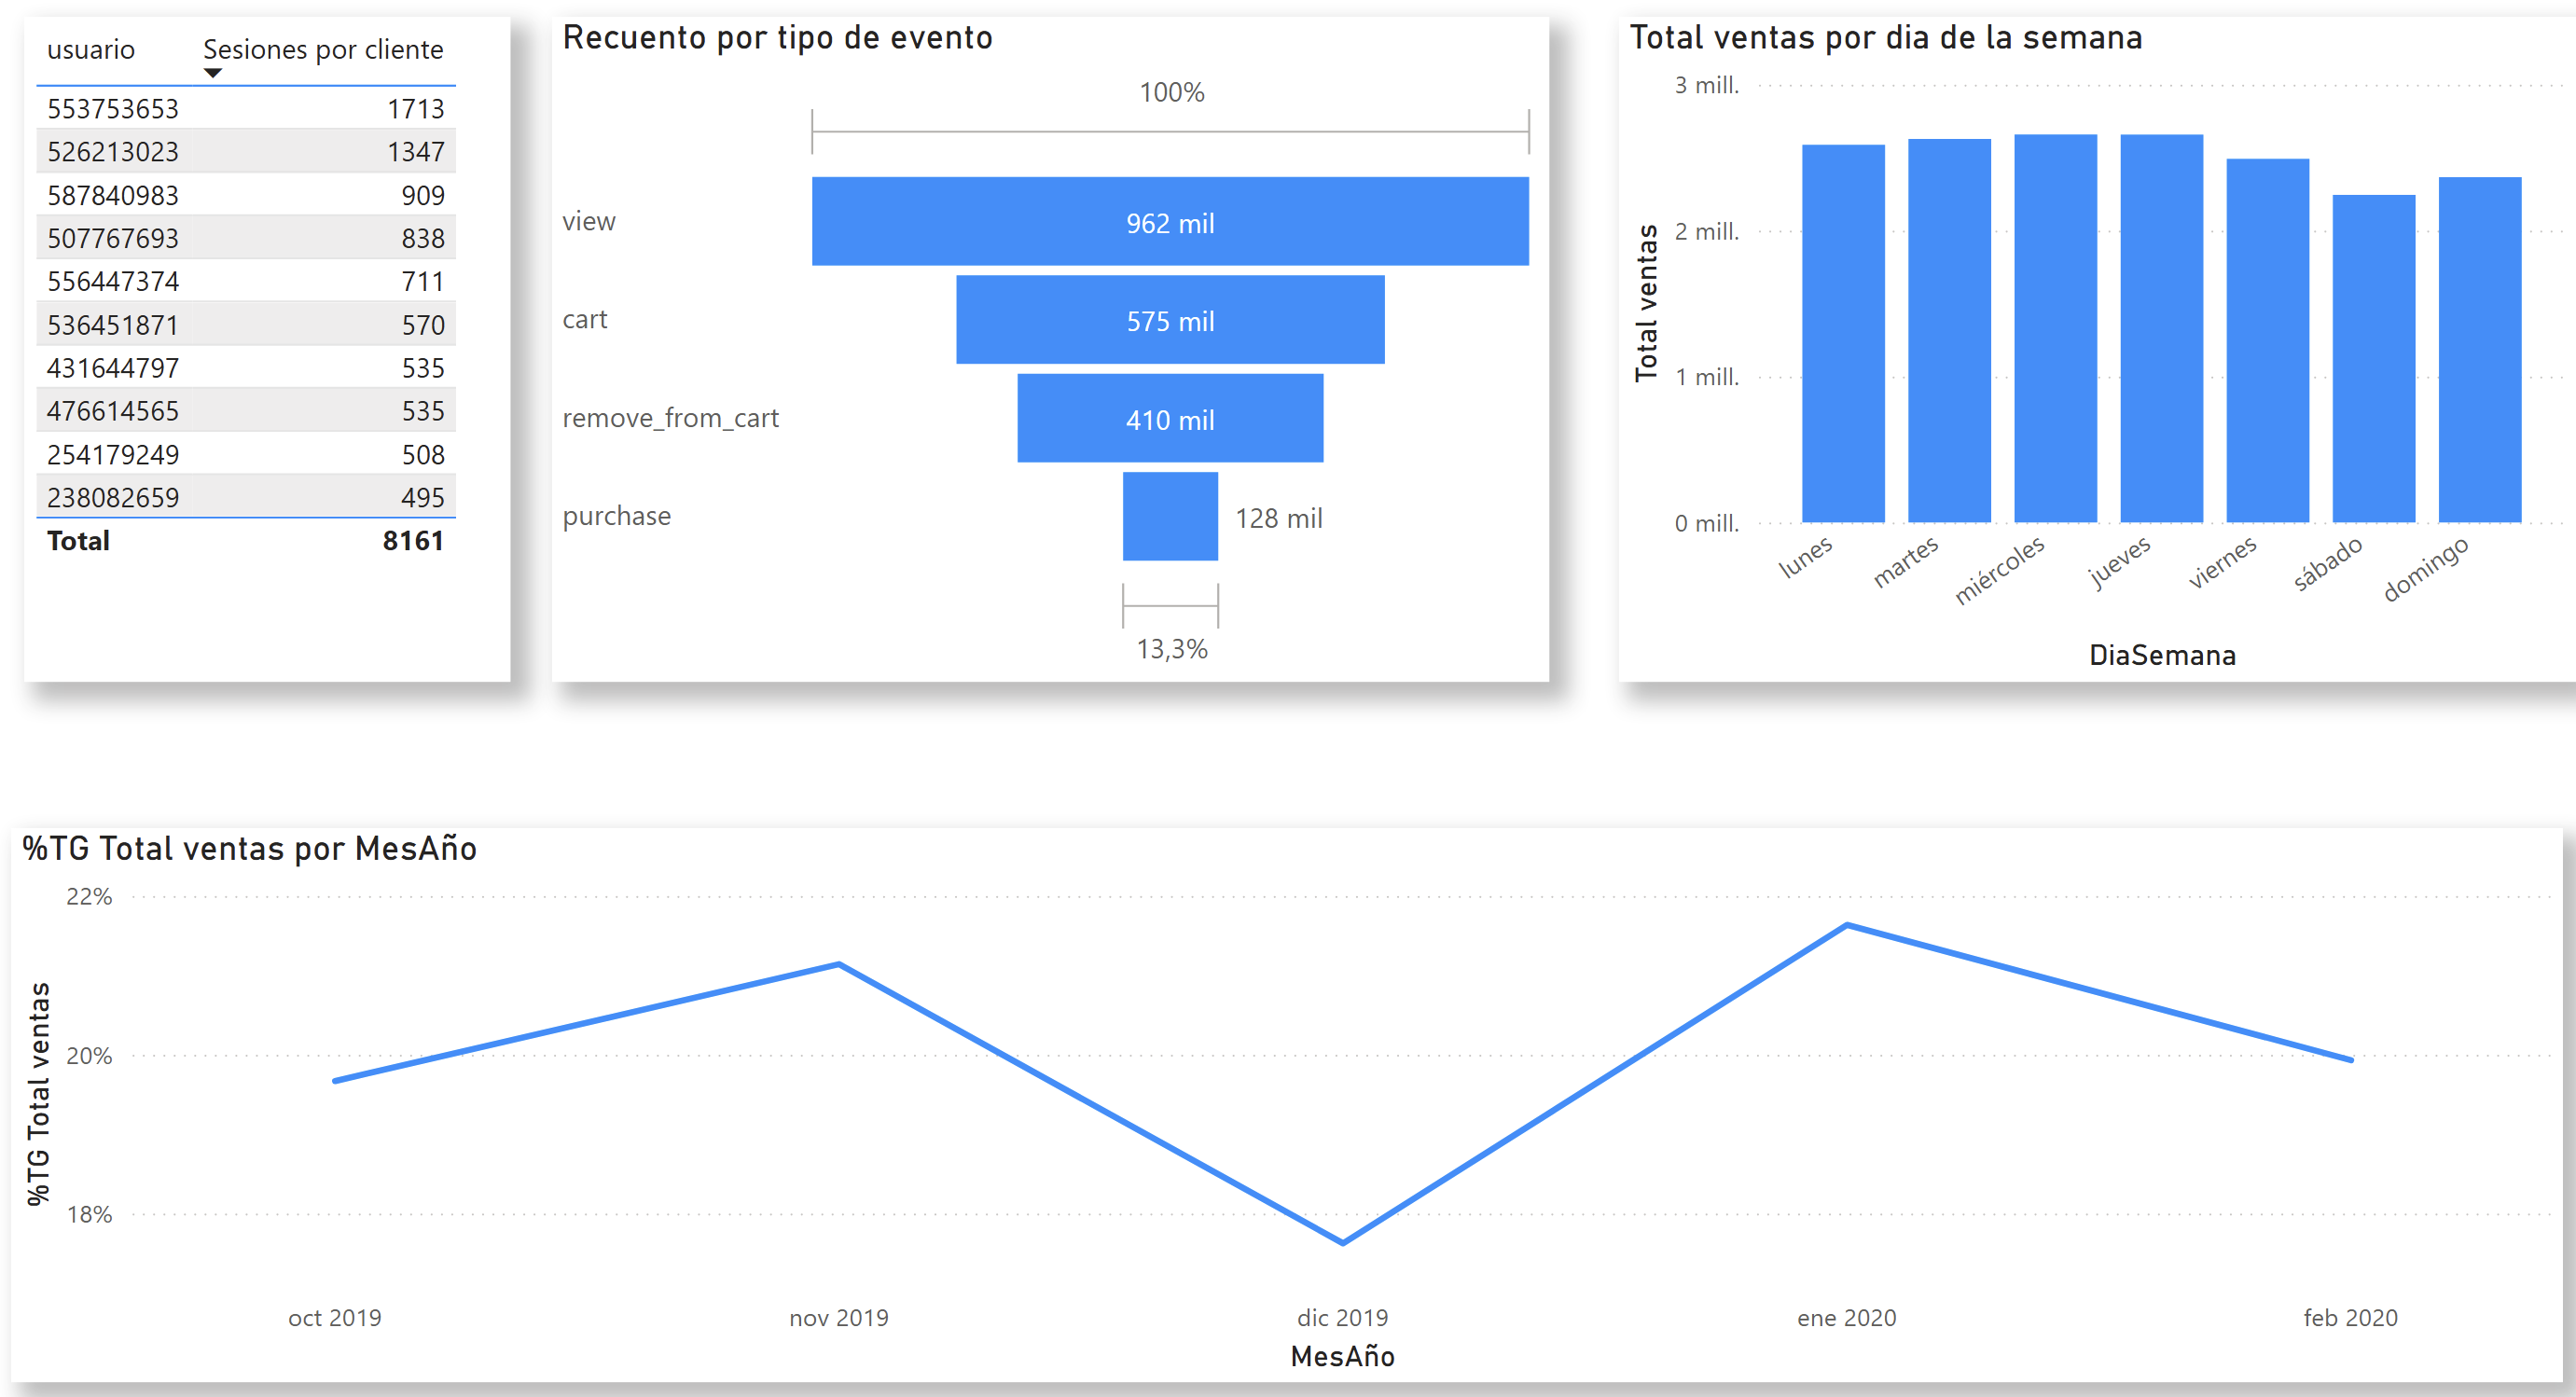 usuario Sesiones por cliente
553753653 1713
526213023 1347
587840983 909
507767693 838
556447374 711
536451871 570
431644797 535
476614565 535
254179249 508
238082659 495
Total 8161
Recuento por tipo de evento
100%
view 962 mil
cart 575 mil
remove_from_cart 410 mil
purchase 128 mil
13,3%
Total ventas por dia de la semana
Total ventas
3 mill.
2 mill.
1 mill.
0 mill.
lunes martes miércoles jueves viernes sábado domingo
DiaSemana
%TG Total ventas por MesAño
%TG Total ventas
22%
20%
18%
oct 2019 nov 2019 dic 2019 ene 2020 feb 2020
MesAño